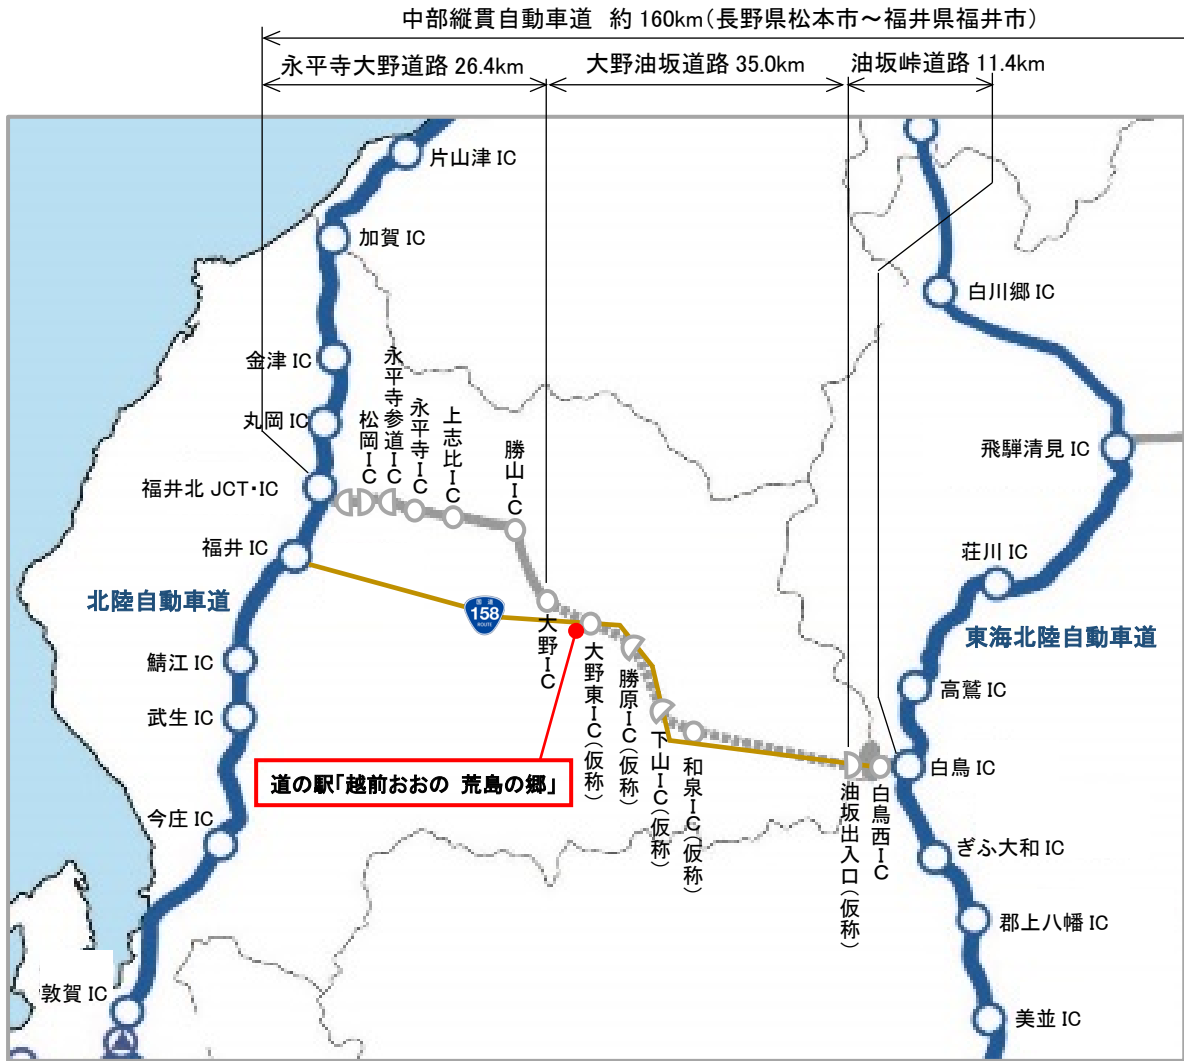 中部縦貫自動車道 約160km(長野県松本市～福井県福井市)
永平寺大野道路 26.4km
大野油坂道路 35.0km
油坂峠道路 11.4km
片山津 IC
加賀 IC
白川郷 IC
金津 IC
丸岡 IC
松岡IC
永平寺参道IC
永平寺IC
上志比IC
勝山IC
飛騨清見 IC
福井北 JCT・IC
福井 IC
荘川 IC
北陸自動車道
国道
158
ROUTE
東海北陸自動車道
大野IC
大野東IC(仮称)
勝原IC(仮称)
下山IC(仮称)
和泉IC(仮称)
油坂出入口(仮称)
白鳥西IC
鯖江 IC
高鷲 IC
武生 IC
白鳥 IC
道の駅「越前おおの 荒島の郷」
今庄 IC
ぎふ大和 IC
郡上八幡 IC
敦賀 IC
美並 IC